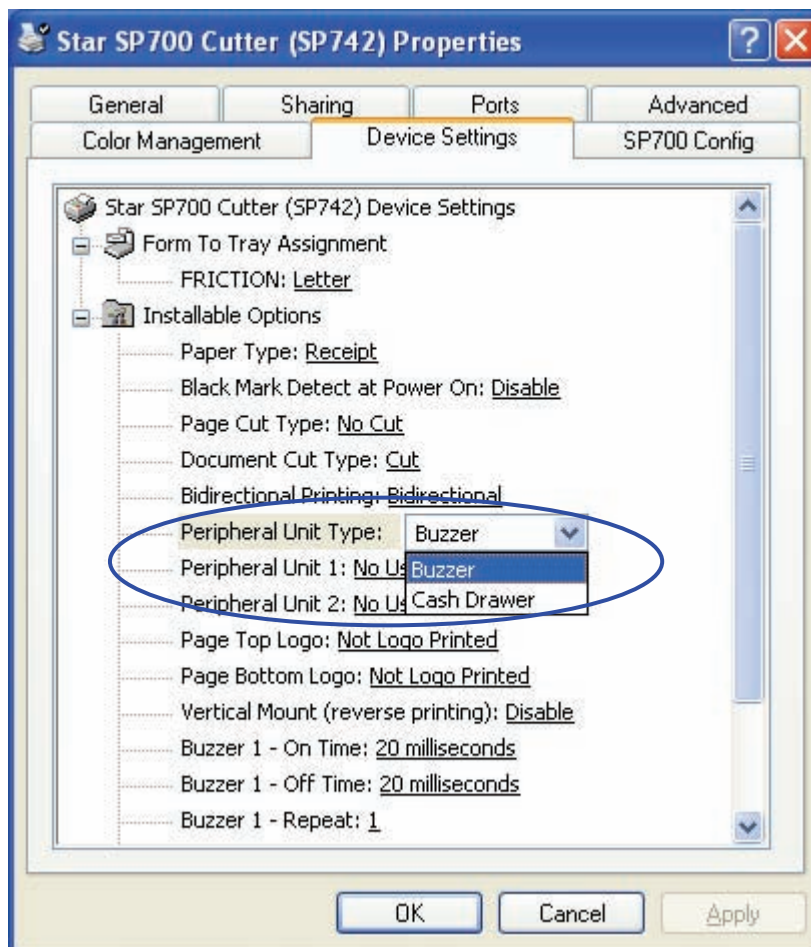 Star SP700 Cutter (SP742) Properties
General Sharing Ports Advanced
Color Management Device Settings SP700 Config
Star SP700 Cutter (SP742) Device Settings
Form To Tray Assignment
FRICTION: Letter
Installable Options
Paper Type: Receipt
Black Mark Detect at Power On: Disable
Page Cut Type: No Cut
Document Cut Type: Cut
Bidirectional Printing: Bidirectional
Peripheral Unit Type: Buzzer
Peripheral Unit 1: No Us Buzzer
Peripheral Unit 2: No Us Cash Drawer
Page Top Logo: Not Logo Printed
Page Bottom Logo: Not Logo Printed
Vertical Mount (reverse printing): Disable
Buzzer 1 - On Time: 20 milliseconds
Buzzer 1 - Off Time: 20 milliseconds
Buzzer 1 - Repeat: 1
OK Cancel Apply